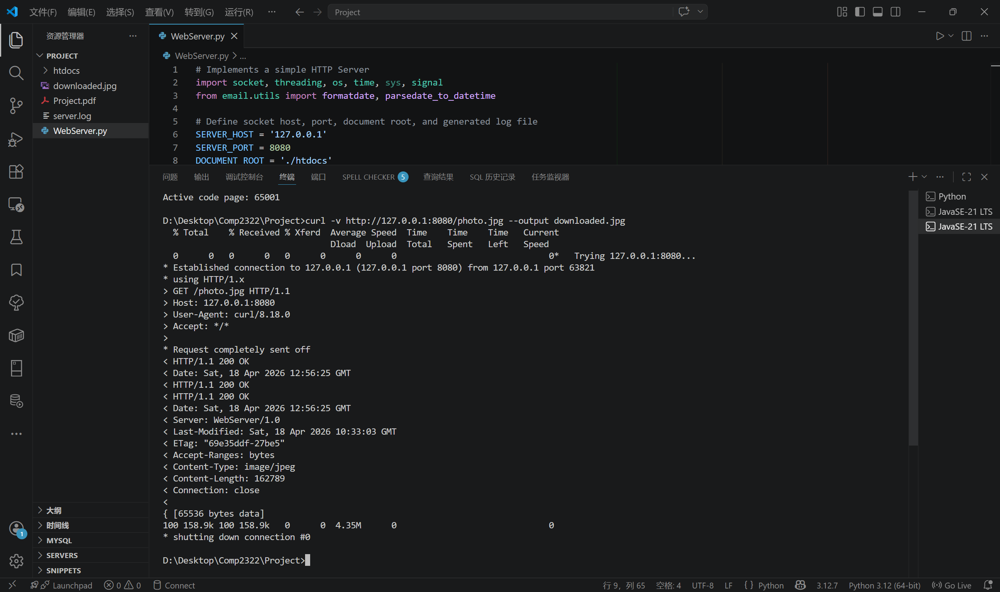 文件(F) 编辑(E) 选择(S) 查看(V) 转到(G) 运行(R) ··· Project
资源管理器
PROJECT
htdocs
downloaded.jpg
Project.pdf
server.log
WebServer.py
大纲
时间线
MYSQL
SERVERS
SNIPPETS
1
WebServer.py
WebServer.py > ...
1 # Implements a simple HTTP Server
2 import socket, threading, os, time, sys, signal
3 from email.utils import formatdate, parsedate_to_datetime
4
5 # Define socket host, port, document root, and generated log file
6 SERVER_HOST = '127.0.0.1'
7 SERVER_PORT = 8080
8 DOCUMENT_ROOT = './htdocs'
问题 输出 调试控制台 终端 端口 SPELL CHECKER 5 查询结果 SQL 历史记录 任务监视器
Active code page: 65001
D:\Desktop\Comp2322\Project>curl -v http://127.0.0.1:8080/photo.jpg --output downloaded.jpg
% Total % Received % Xferd Average Speed Time Time Time Current
Dload Upload Total Spent Left Speed
0 0 0 0 0 0 0 0 0* Trying 127.0.0.1:8080...
* Established connection to 127.0.0.1 (127.0.0.1 port 8080) from 127.0.0.1 port 63821
* using HTTP/1.x
> GET /photo.jpg HTTP/1.1
> Host: 127.0.0.1:8080
> User-Agent: curl/8.18.0
> Accept: */*
>
* Request completely sent off
< HTTP/1.1 200 OK
< Date: Sat, 18 Apr 2026 12:56:25 GMT
< HTTP/1.1 200 OK
< HTTP/1.1 200 OK
< Date: Sat, 18 Apr 2026 12:56:25 GMT
< Server: WebServer/1.0
< Last-Modified: Sat, 18 Apr 2026 10:33:03 GMT
< ETag: "69e35ddf-27be5"
< Accept-Ranges: bytes
< Content-Type: image/jpeg
< Content-Length: 162789
< Connection: close
<
{ [65536 bytes data]
100 158.9k 100 158.9k 0 0 4.35M 0 0
* shutting down connection #0
D:\Desktop\Comp2322\Project>
Python
JavaSE-21 LTS
JavaSE-21 LTS
Launchpad 0 0 Connect 行 9，列 65 空格: 4 UTF-8 LF { } Python 3.12.7 Python 3.12 (64-bit) Go Live